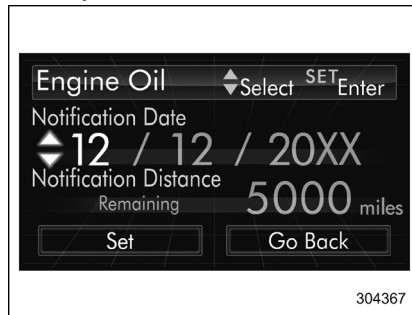 Engine Oil Select SET Enter
Notification Date
12 / 12 / 20XX
Notification Distance
Remaining 5000 miles
Set Go Back
304367